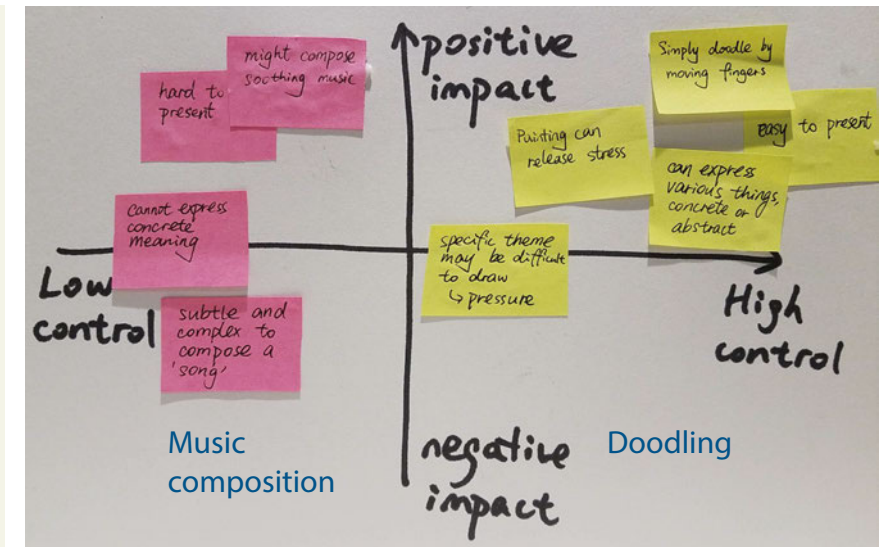 might compose
soothing music
hard to
present
Cannot express
concrete
meaning
subtle and
complex to
compose a
'song'
Low
control
Music
composition
positive
impact
negative
impact
Simply doodle by
moving fingers
Painting can
release stress
easy to present
can express
various things,
concrete or
abstract
specific theme
may be difficult
to draw
↳ pressure
High
control
Doodling